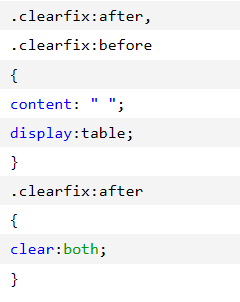 .clearfix:after,
.clearfix:before
{
content: " ";
display:table;
}
.clearfix:after
{
clear:both;
}